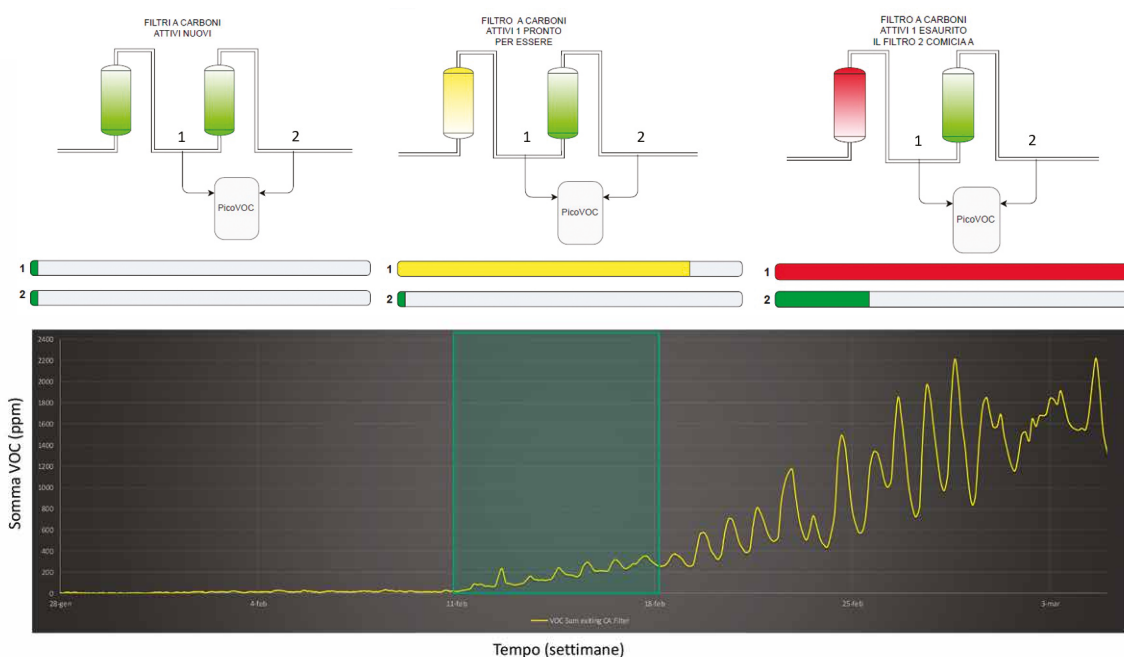 FILTRI A CARBONI
ATTIVI NUOVI
FILTRO A CARBONI
ATTIVI 1 PRONTO
PER ESSERE
FILTRO A CARBONI
ATTIVI 1 ESAURITO
IL FILTRO 2 COMICIA A
1
2
1
2
1
2
PicoVOC
PicoVOC
PicoVOC
1
1
1
2
2
2
Somma VOC (ppm)
2400
2200
2000
1800
1600
1400
1200
1000
800
600
400
200
0
28-gen
4-feb
11-feb
18-feb
25-feb
3-mar
VOC Sum exiting CA Filter
Tempo (settimane)